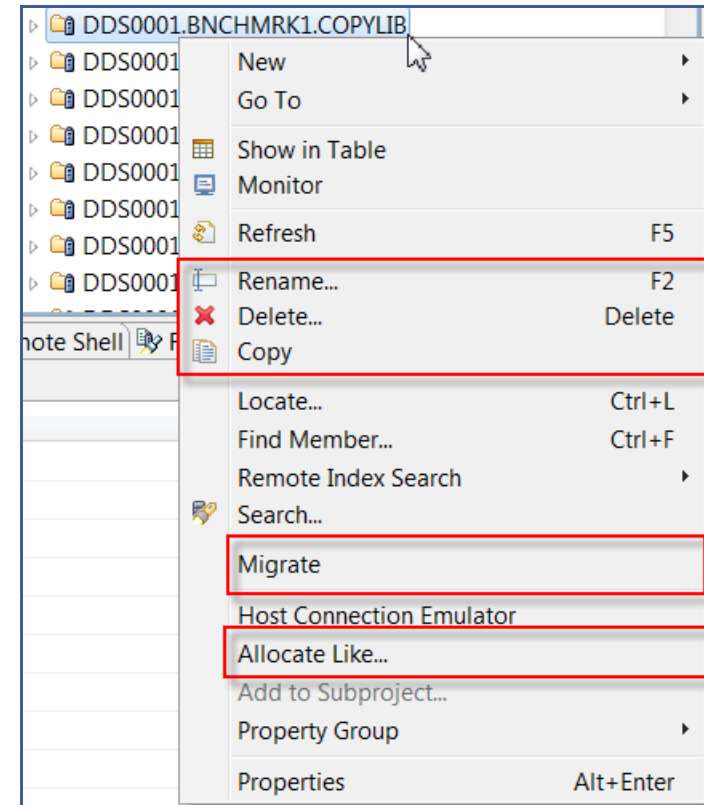 DDS0001.BNCHMRK1.COPYLIB
DDS0001
DDS0001
DDS0001
DDS0001
DDS0001
DDS0001
DDS0001
note Shell
New
Go To
Show in Table
Monitor
Refresh F5
Rename... F2
Delete... Delete
Copy
Locate... Ctrl+L
Find Member... Ctrl+F
Remote Index Search
Search...
Migrate
Host Connection Emulator
Allocate Like...
Add to Subproject...
Property Group
Properties Alt+Enter